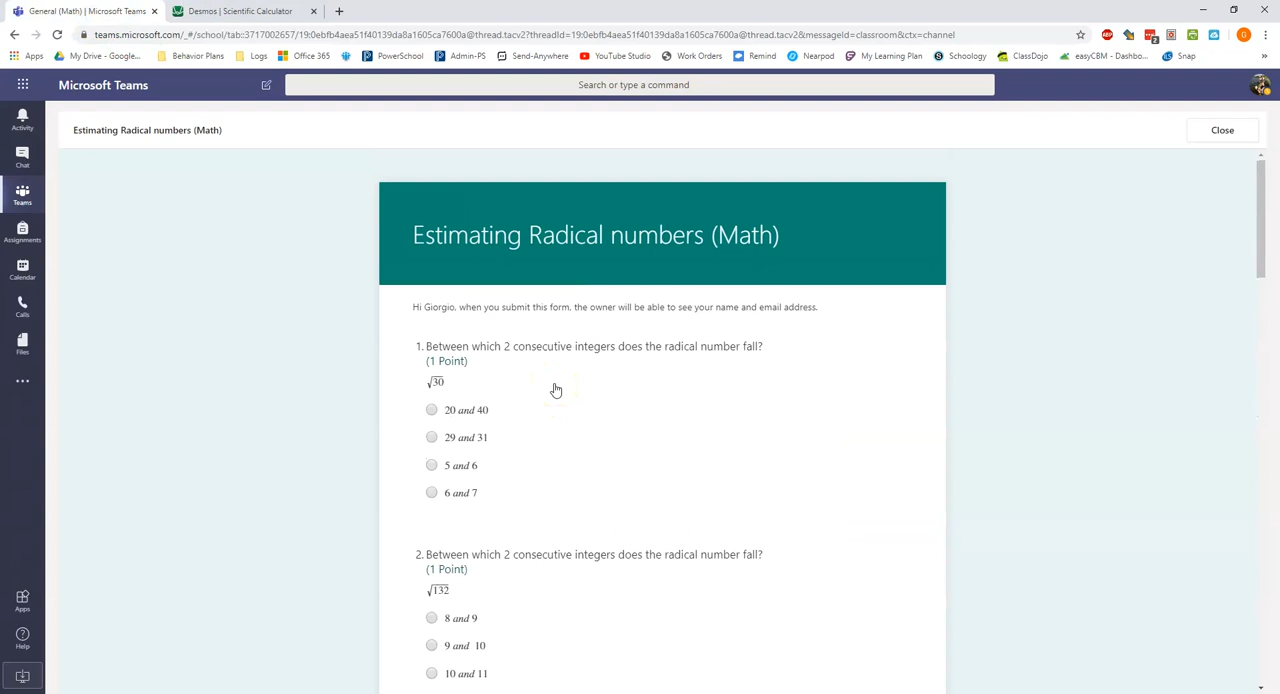 General (Math) | Microsoft Teams
Desmos | Scientific Calculator
teams.microsoft.com/_#/school/tab::3717002657/19:0ebfb4aea51f40139da8a1605ca7600a@thread.tacv2?threadId=19:0ebfb4aea51f40139da8a1605ca7600a@thread.tacv2&messageId=classroom&ctx=channel
Apps My Drive - Google... Behavior Plans Logs Office 365 PowerSchool Admin-PS Send-Anywhere YouTube Studio Work Orders Remind Nearpod My Learning Plan Schoology ClassDojo easyCBM - Dashbo... Snap
Microsoft Teams
Search or type a command
Activity
Chat
Teams
Assignments
Calendar
Calls
Files
Apps
Help
Estimating Radical numbers (Math)
Close
Estimating Radical numbers (Math)
Hi Giorgio, when you submit this form, the owner will be able to see your name and email address.
1. Between which 2 consecutive integers does the radical number fall?
(1 Point)
√30
20 and 40
29 and 31
5 and 6
6 and 7
2. Between which 2 consecutive integers does the radical number fall?
(1 Point)
√132
8 and 9
9 and 10
10 and 11